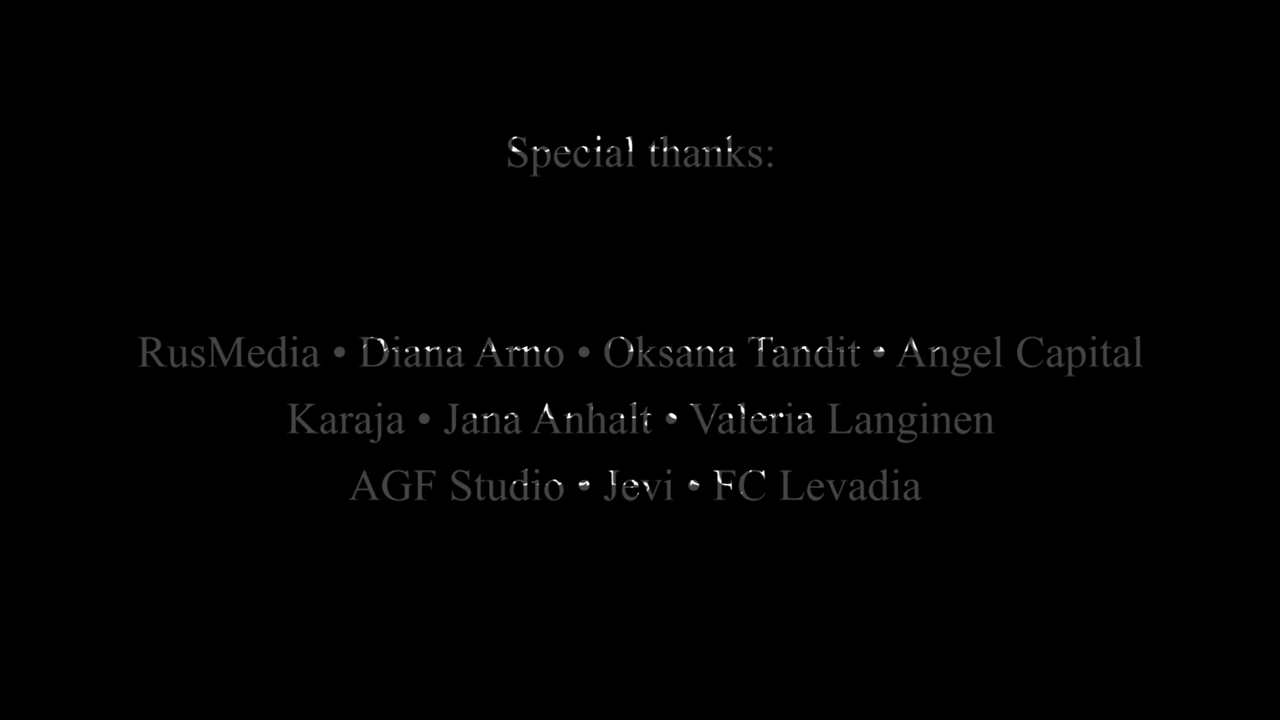 Special thanks:
RusMedia • Diana Arno • Oksana Tandit • Angel Capital
Karaja • Jana Anhalt • Valeria Langinen
AGF Studio • Jevi • FC Levadia